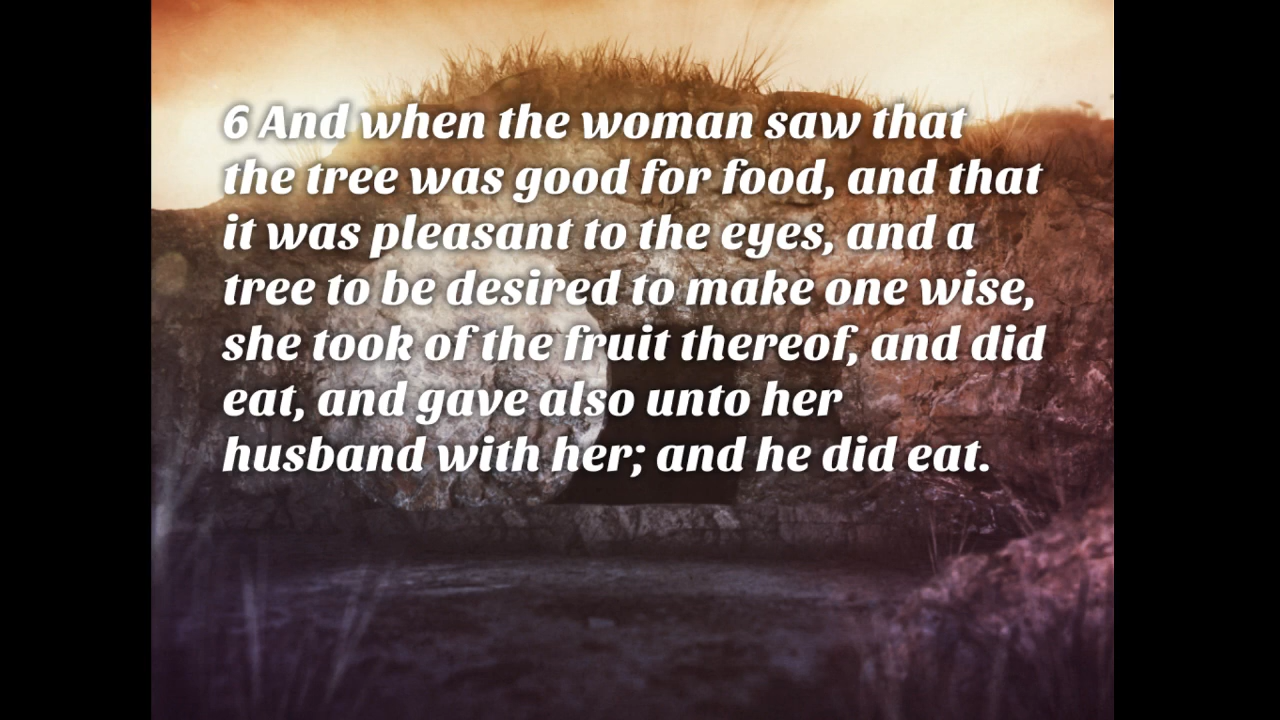 6 And when the woman saw that
the tree was good for food, and that
it was pleasant to the eyes, and a
tree to be desired to make one wise,
she took of the fruit thereof, and did
eat, and gave also unto her
husband with her; and he did eat.